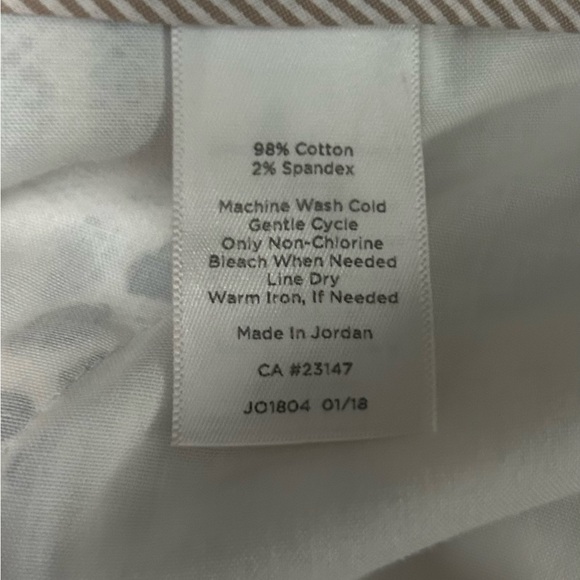 98% Cotton
2% Spandex
Machine Wash Cold
Gentle Cycle
Only Non-Chlorine
Bleach When Needed
Line Dry
Warm Iron, If Needed
Made In Jordan
CA #23147
JO1804 01/18